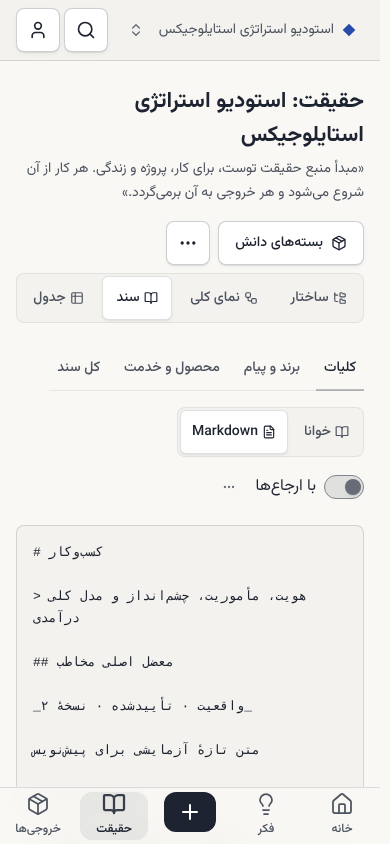 استودیو استراتژی استایلوجیکس
حقیقت: استودیو استراتژی
استایلوجیکس
«مبدأ منبع حقیقت توست، برای کار، پروژه و زندگی. هر کار از آن
شروع می‌شود و هر خروجی به آن برمی‌گردد.»
بسته‌های دانش
ساختار
نمای کلی
سند
جدول
کلیات
برند و پیام
محصول و خدمت
کل سند
خوانا
Markdown
با ارجاع‌ها
# کسب‌وکار
> هویت، مأموریت، چشم‌انداز و مدل کلی
درآمدی
## معضل اصلی مخاطب
_واقعیت · تأییدشده · نسخهٔ ۲_
متن تازهٔ آزمایشی برای پیش‌نویس
خانه
فکر
حقیقت
خروجی‌ها